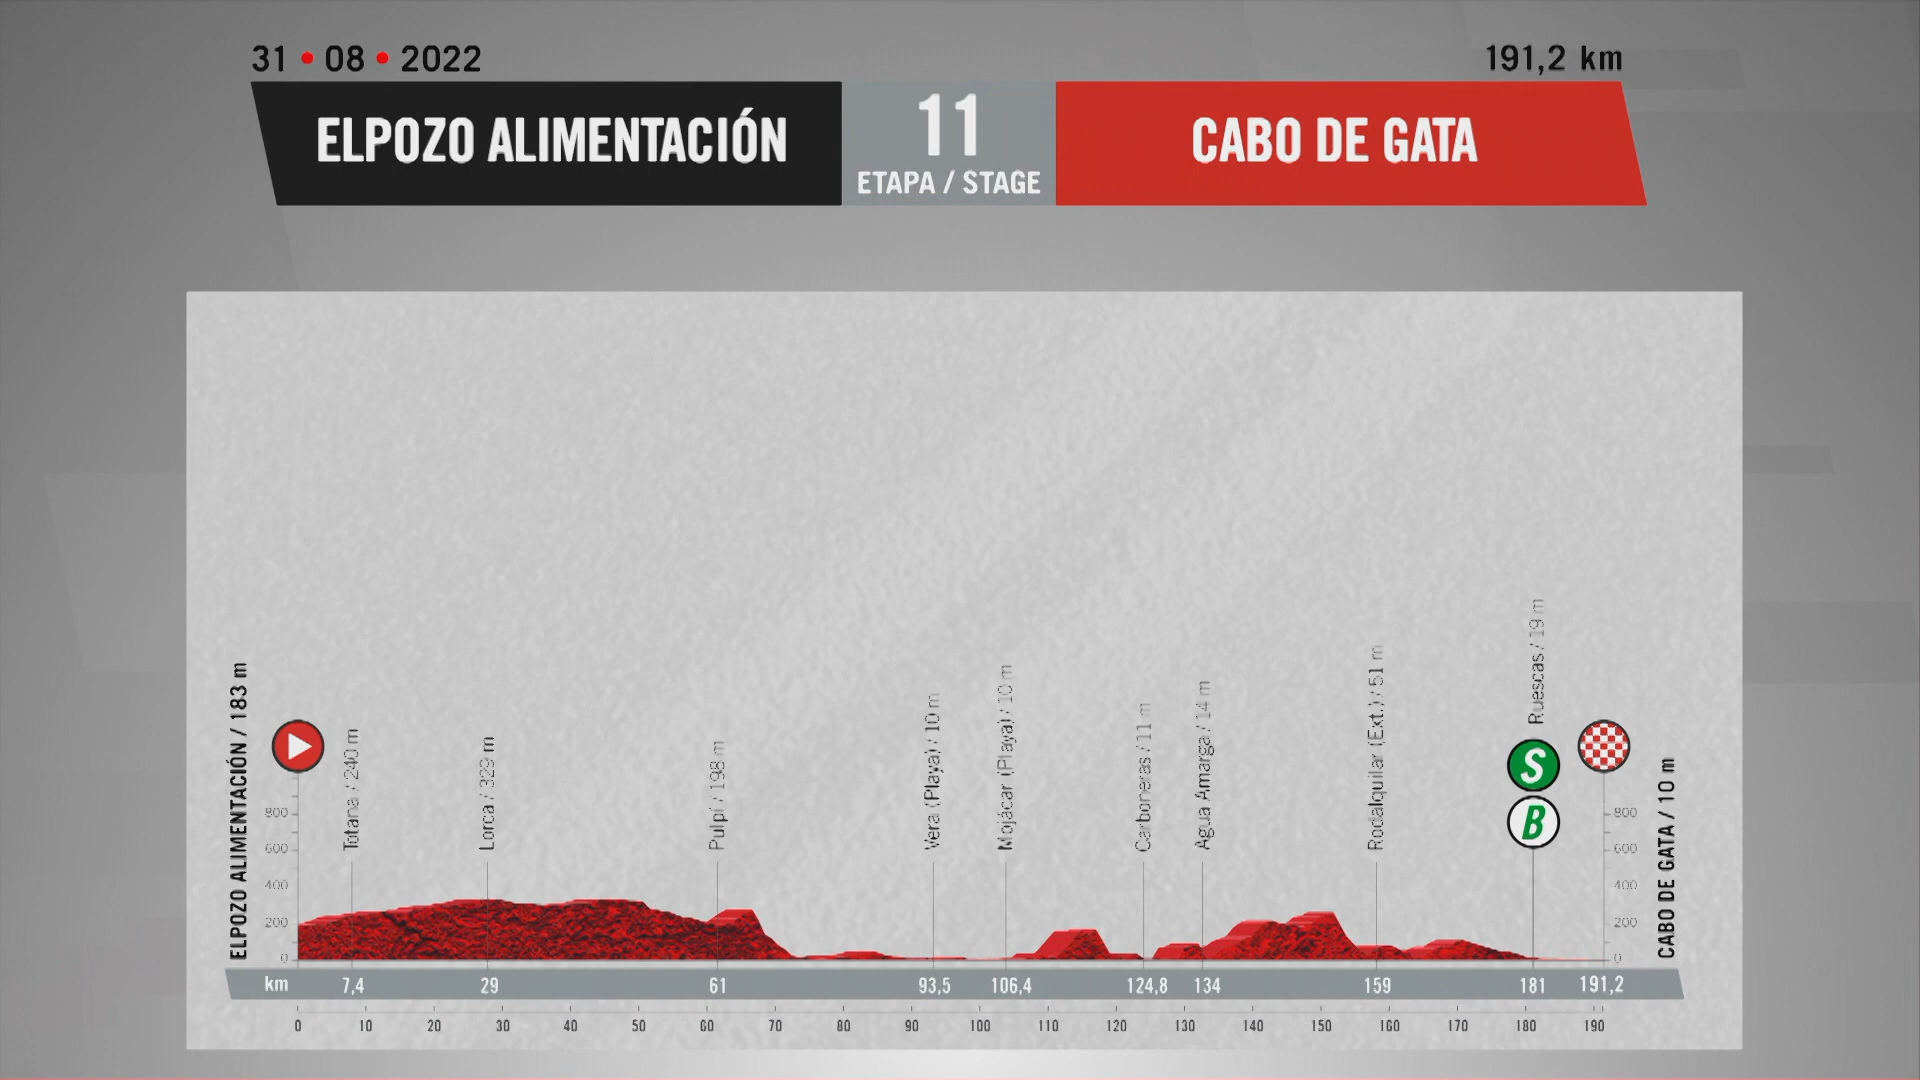 31 • 08 • 2022
191,2 km
ELPOZO ALIMENTACIÓN
11
ETAPA / STAGE
CABO DE GATA
ELPOZO ALIMENTACIÓN / 183 m
Totana / 240 m
Lorca / 329 m
Pulpí / 198 m
Vera (Playa) / 10 m
Mojácar (Playa) / 10 m
Carboneras / 11 m
Agua Amarga / 14 m
Rodalquilar (Ext.) / 51 m
Ruescas / 19 m
S
B
CABO DE GATA / 10 m
800
600
400
200
0
800
600
400
200
0
km 7,4 29 61 93,5 106,4 124,8 134 159 181 191,2
0 10 20 30 40 50 60 70 80 90 100 110 120 130 140 150 160 170 180 190